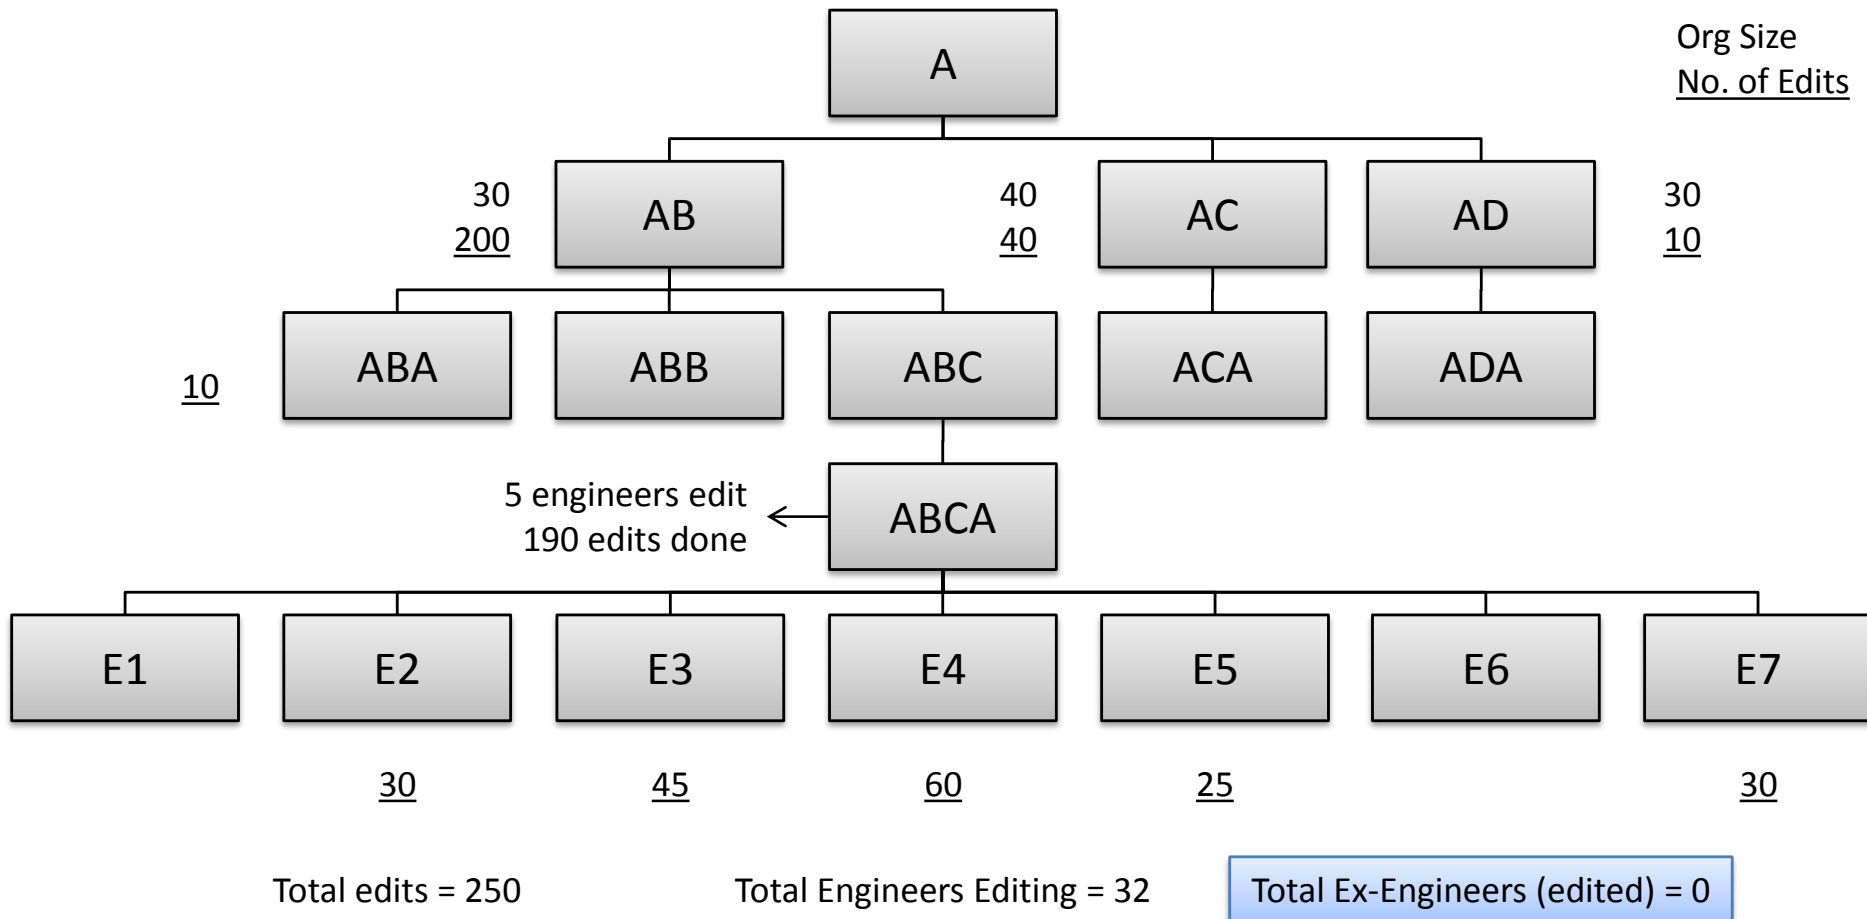 A
Org Size
No. of Edits
30
200
AB
40
40
AC
AD
30
10
10
ABA
ABB
ABC
ACA
ADA
5 engineers edit
190 edits done
ABCA
E1
E2
E3
E4
E5
E6
E7
30
45
60
25
30
Total edits = 250
Total Engineers Editing = 32
Total Ex-Engineers (edited) = 0